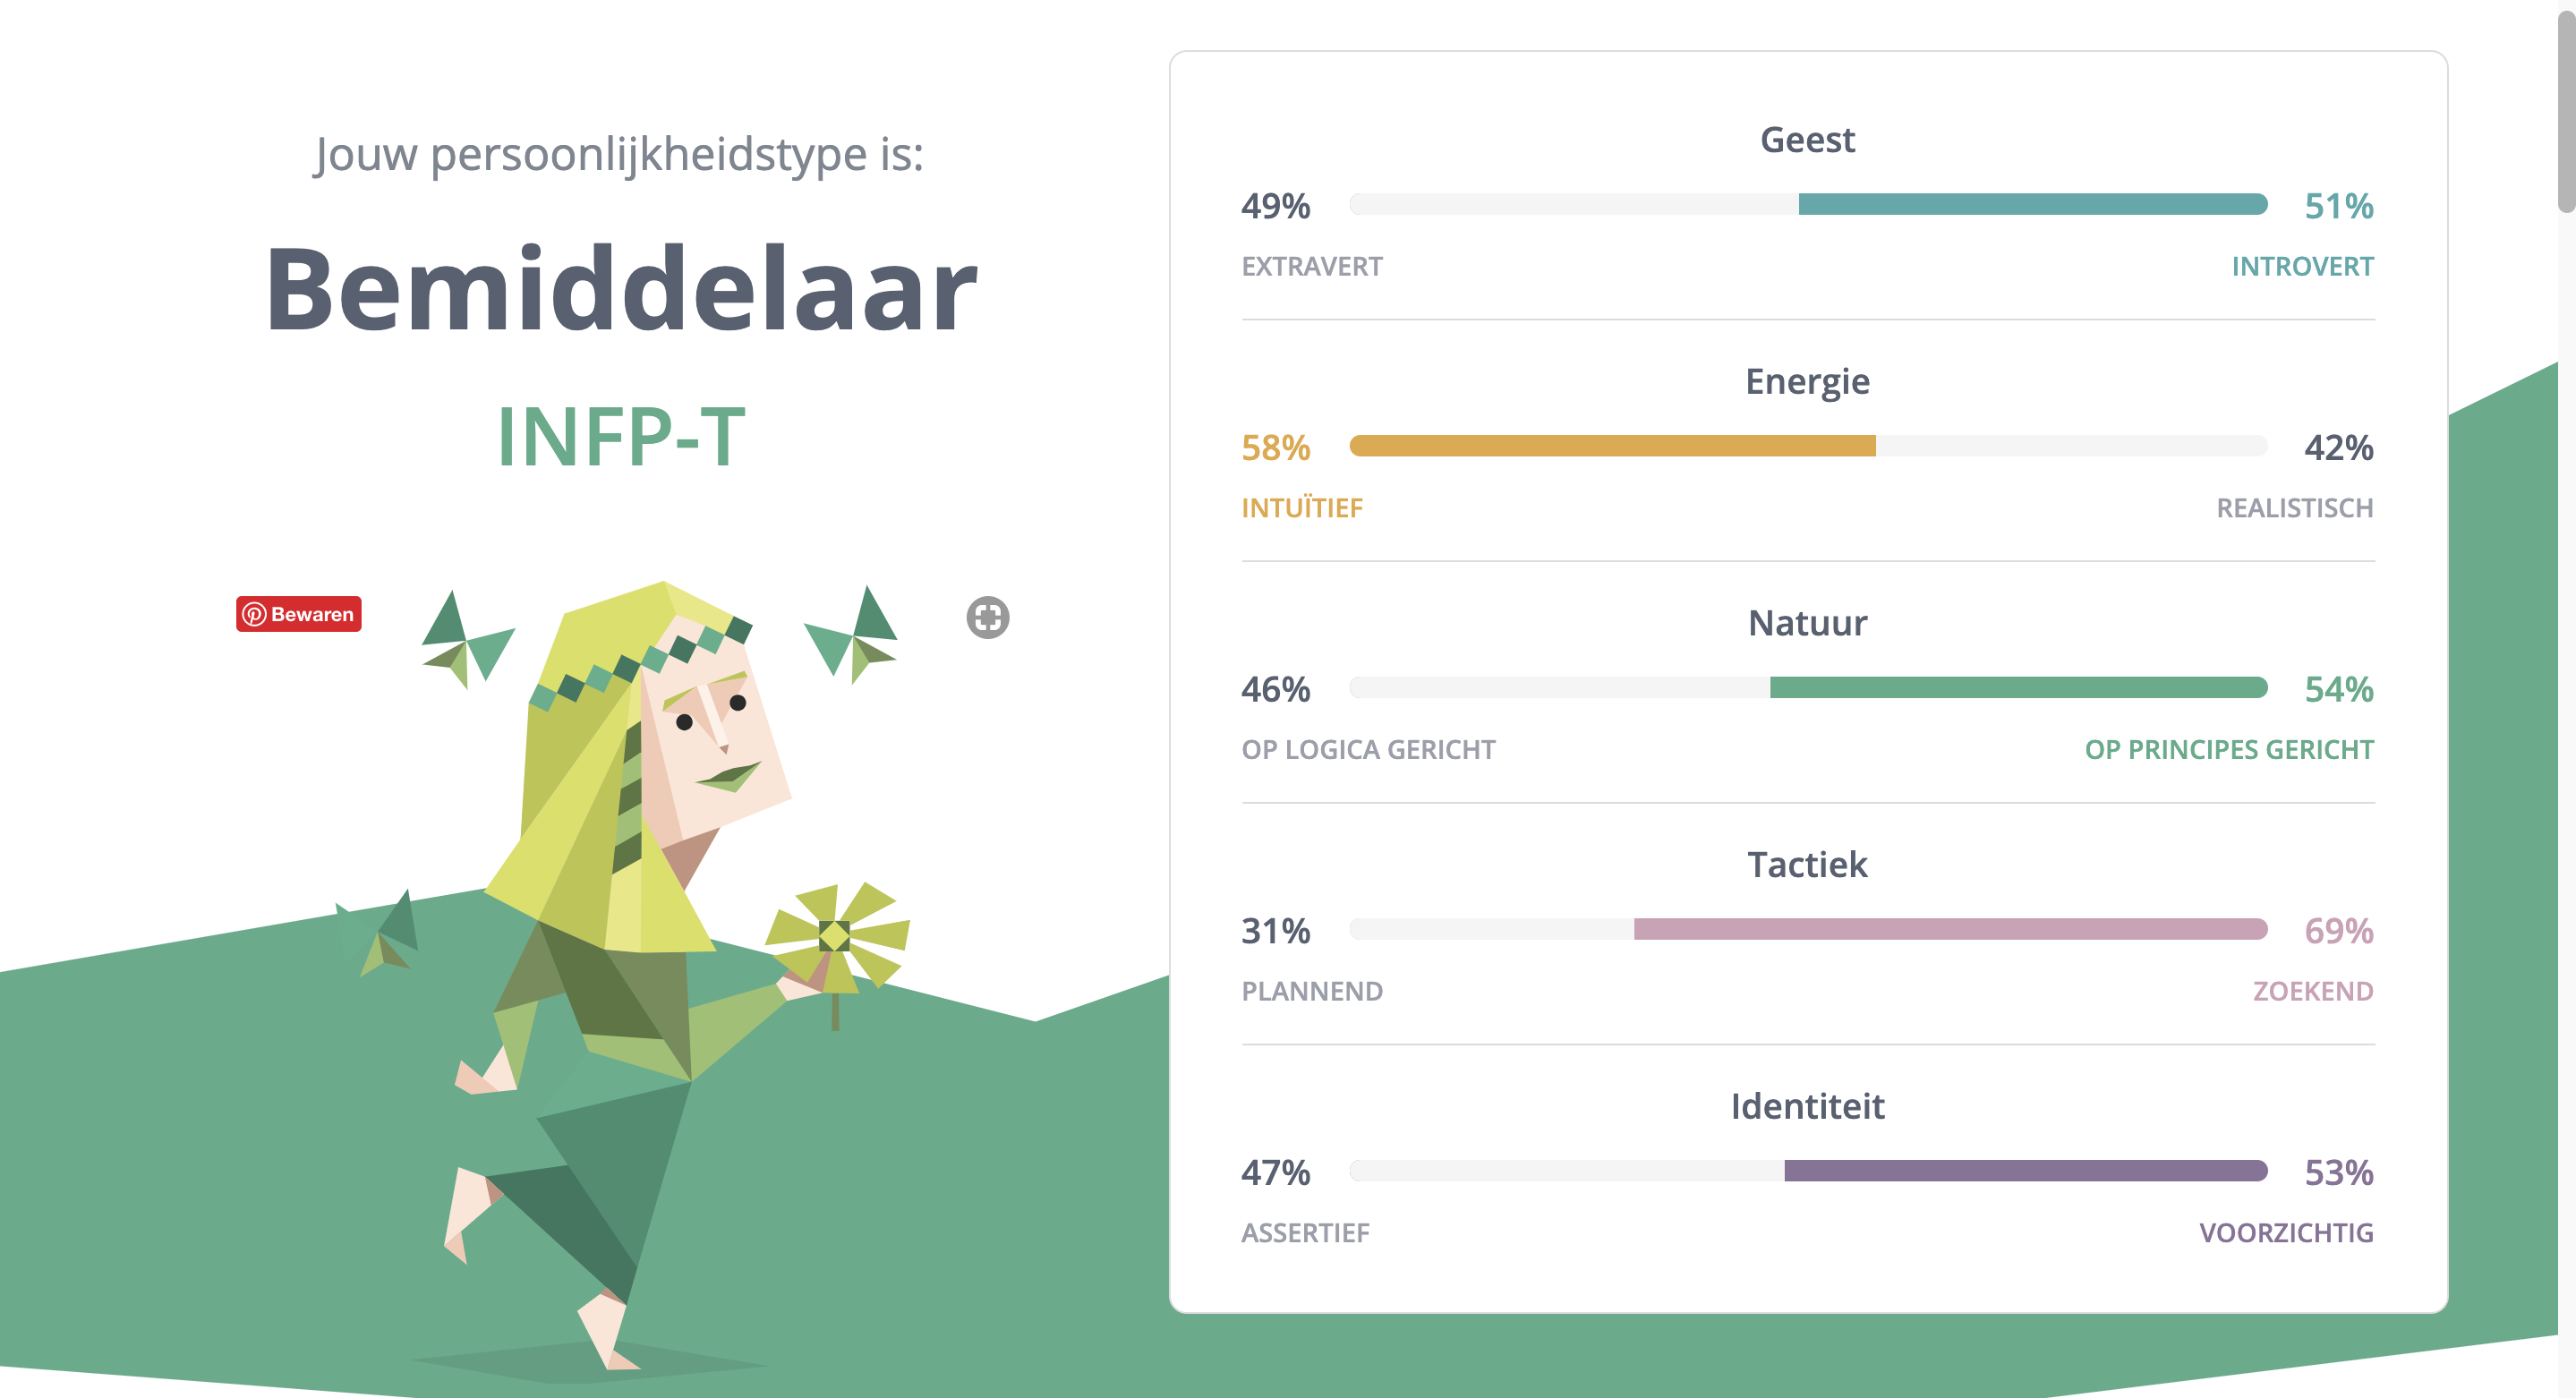 Jouw persoonlijkheidstype is:
Bemiddelaar
INFP-T
Bewaren
Geest
49% 51%
EXTRAVERT INTROVERT
Energie
58% 42%
INTUÏTIEF REALISTISCH
Natuur
46% 54%
OP LOGICA GERICHT OP PRINCIPES GERICHT
Tactiek
31% 69%
PLANNEND ZOEKEND
Identiteit
47% 53%
ASSERTIEF VOORZICHTIG